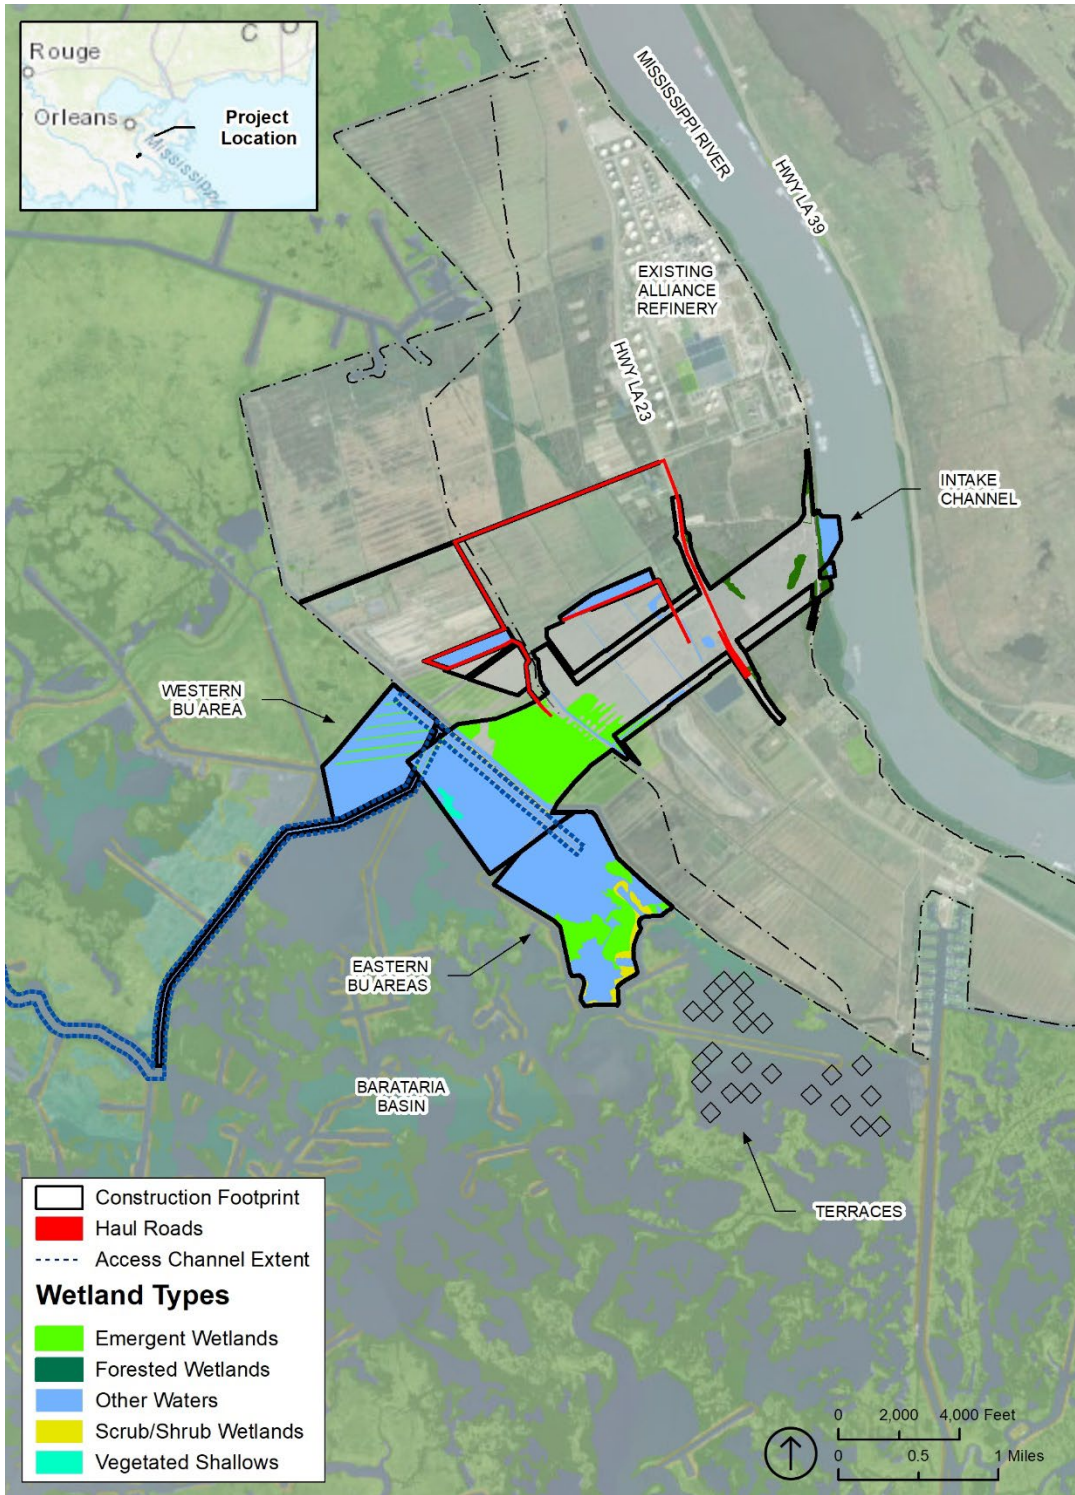 C O
Rouge
Orleans
Project
Location
Mississippi
MISSISSIPPI RIVER
HWY LA 39
EXISTING
ALLIANCE
REFINERY
HWY LA 23
INTAKE
CHANNEL
WESTERN
BU AREA
EASTERN
BU AREAS
BARATARIA
BASIN
TERRACES
Construction Footprint
Haul Roads
Access Channel Extent
Wetland Types
Emergent Wetlands
Forested Wetlands
Other Waters
Scrub/Shrub Wetlands
Vegetated Shallows
0 2,000 4,000 Feet
0 0.5 1 Miles